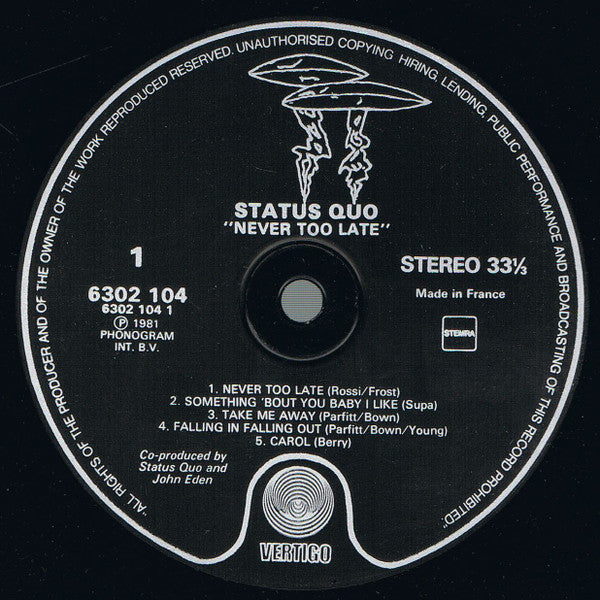 "ALL RIGHTS OF THE PRODUCER AND OF THE OWNER OF THE WORK REPRODUCED RESERVED. UNAUTHORISED COPYING HIRING, LENDING, PUBLIC PERFORMANCE AND BROADCASTING OF THIS RECORD PROHIBITED."
STATUS QUO
"NEVER TOO LATE"
1
6302 104
6302 104 1
Ⓟ 1981
PHONOGRAM
INT. B.V.
STEREO 33⅓
Made in France
STEMRA
1. NEVER TOO LATE (Rossi/Frost)
2. SOMETHING 'BOUT YOU BABY I LIKE (Supa)
3. TAKE ME AWAY (Parfitt/Bown)
4. FALLING IN FALLING OUT (Parfitt/Bown/Young)
5. CAROL (Berry)
Co-produced by
Status Quo and
John Eden
VERTIGO